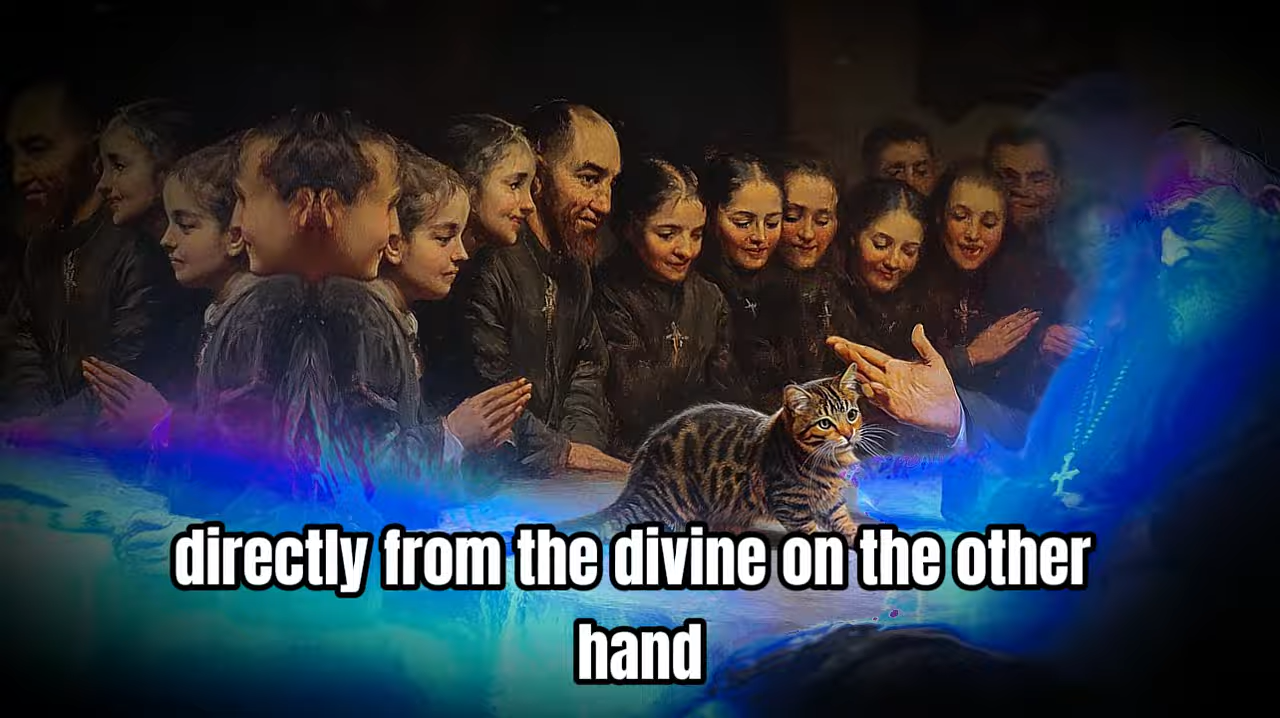 directly from the divine on the other
hand